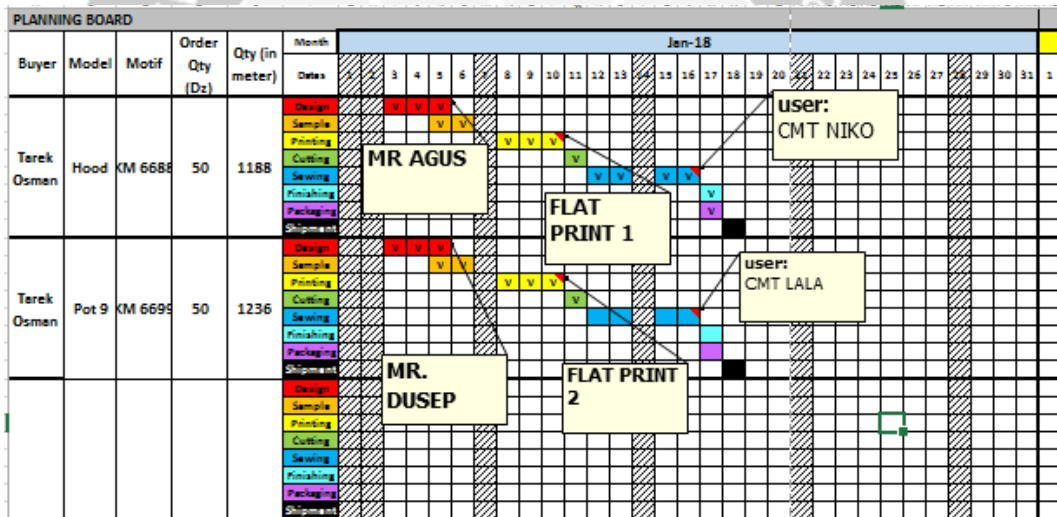 PLANNING BOARD
Buyer Model Motif Order Qty (Dz) Qty (in meter) Month Jan-18
Dates 1 2 3 4 5 6 7 8 9 10 11 12 13 14 15 16 17 18 19 20 21 22 23 24 25 26 27 28 29 30 31 1
Tarek Osman Hood KM 6688 50 1188
Design V V V
Sample V V
Printing V V V
Cutting V
Sewing V V V V
Finishing V
Packaging V
Shipment
MR AGUS
FLAT
PRINT 1
user:
CMT NIKO
Tarek Osman Pot 9 KM 6699 50 1236
Design V V V
Sample V V
Printing V V V
Cutting V
Sewing
Finishing
Packaging
Shipment
MR.
DUSEP
FLAT PRINT
2
user:
CMT LALA
Design
Sample
Printing
Cutting
Sewing
Finishing
Packaging
Shipment